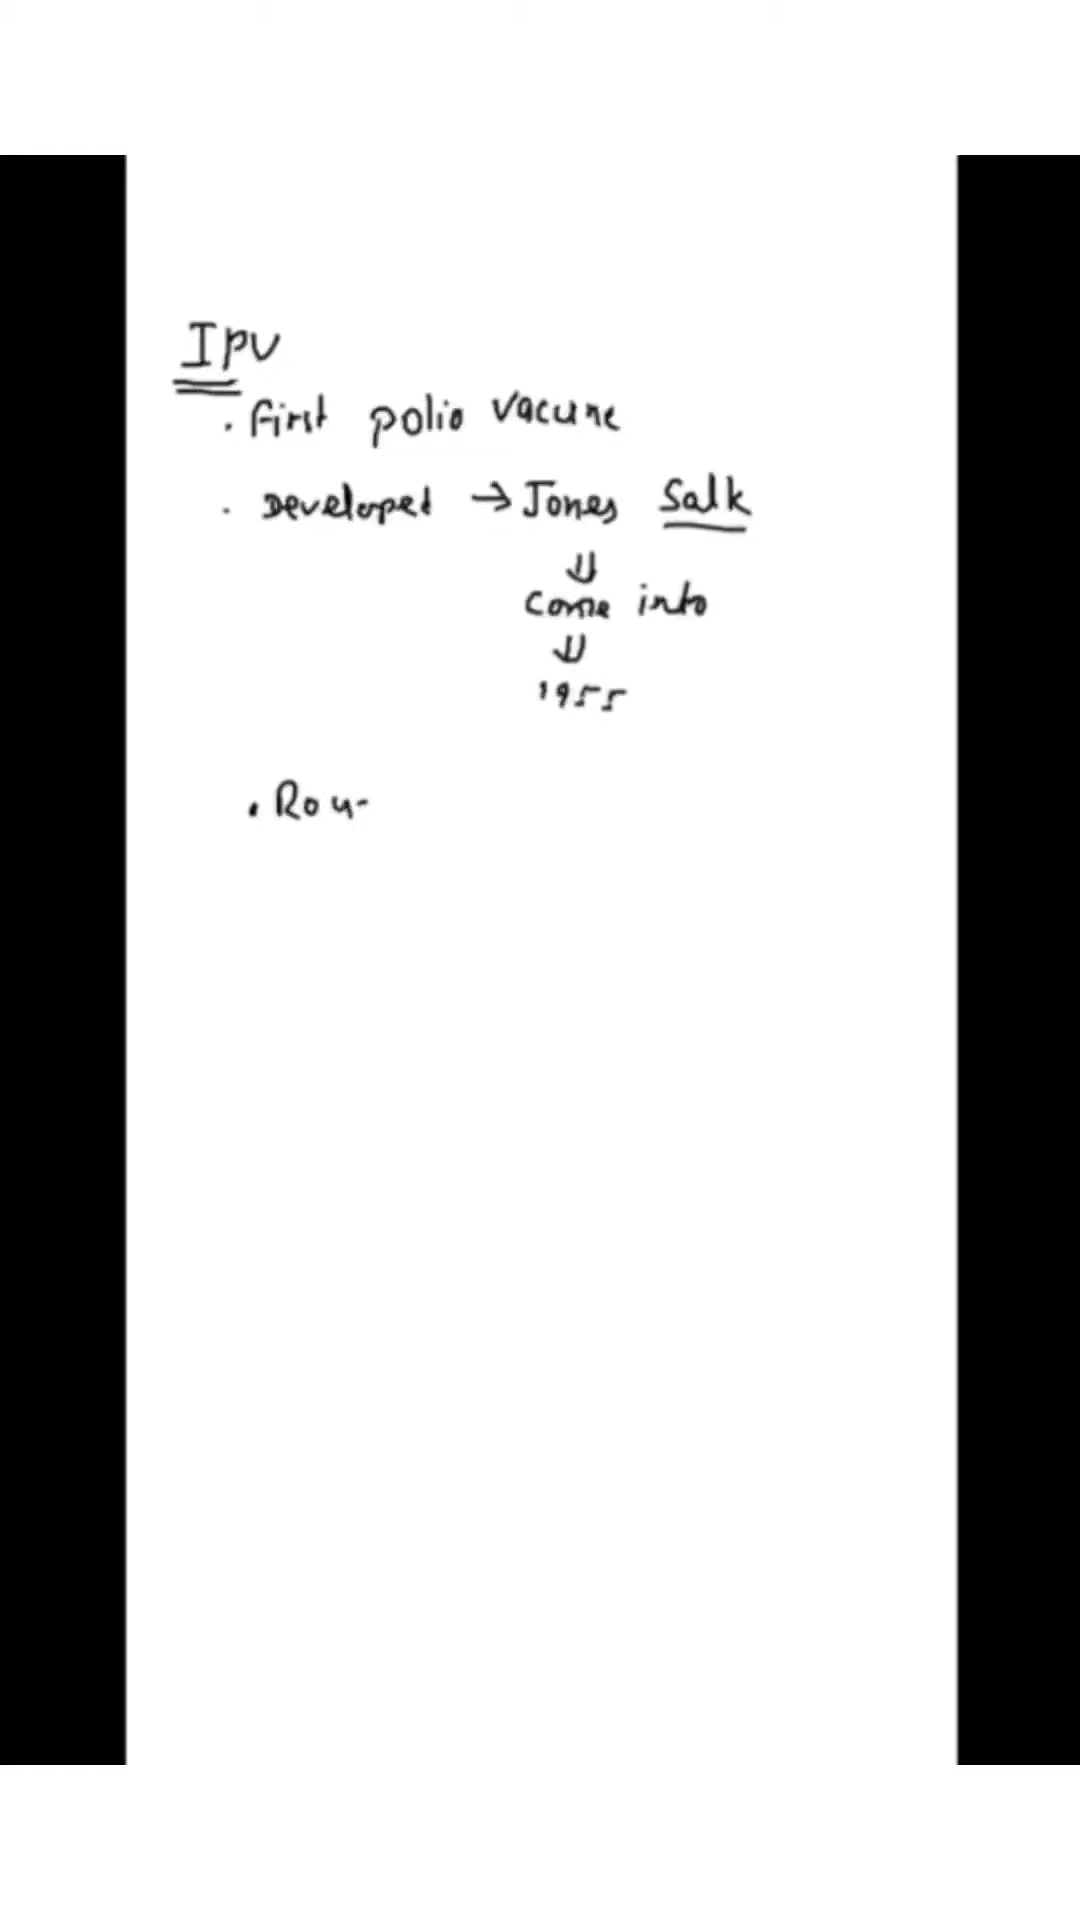 IPV
. first polio vaccine
. Developed → Jones Salk
⇓
Come into
⇓
1955
. Rou-